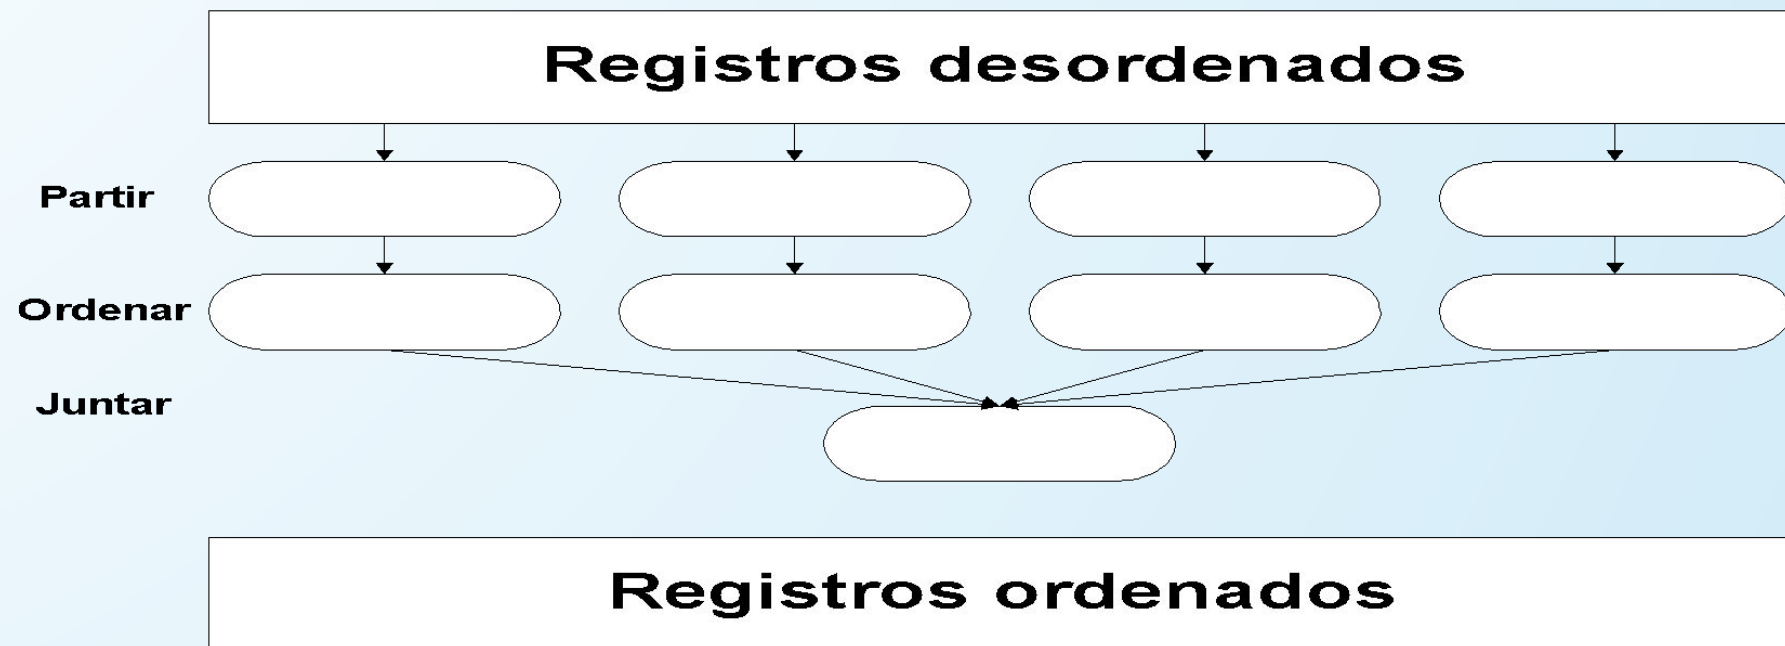 Registros desordenados
Partir
Ordenar
Juntar
Registros ordenados